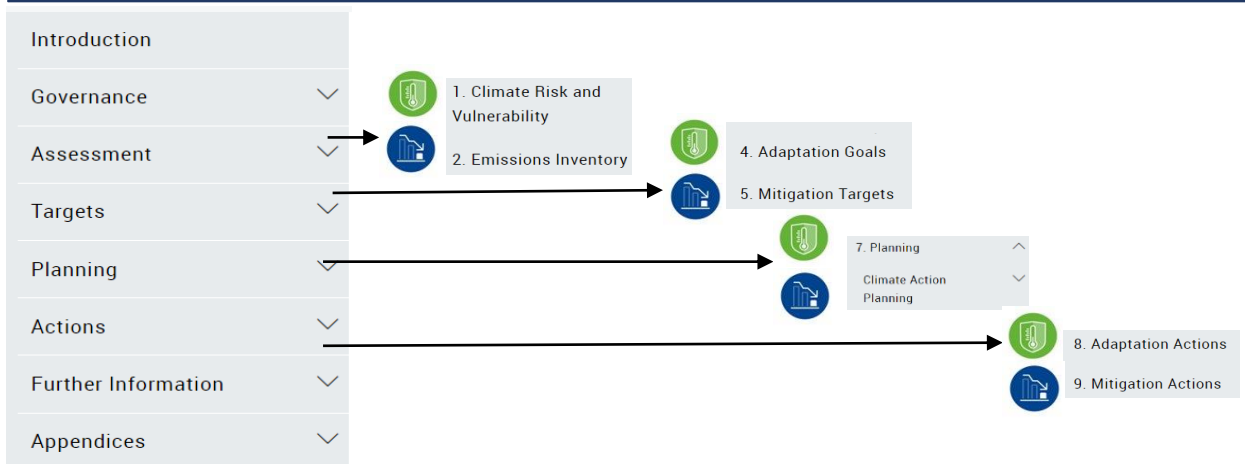 Introduction
Governance
Assessment
Targets
Planning
Actions
Further Information
Appendices
1. Climate Risk and
Vulnerability
2. Emissions Inventory
4. Adaptation Goals
5. Mitigation Targets
7. Planning
Climate Action
Planning
8. Adaptation Actions
9. Mitigation Actions